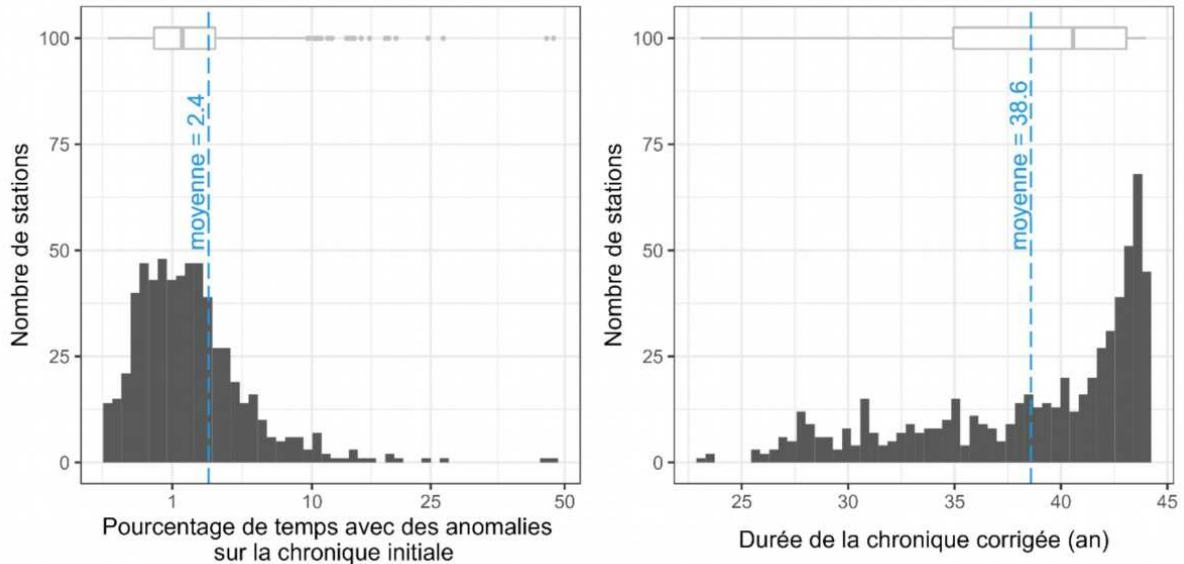 100
75
50
25
0
Nombre de stations
moyenne = 2.4
1
10
25
50
Pourcentage de temps avec des anomalies
sur la chronique initiale
100
75
50
25
0
Nombre de stations
moyenne = 38.6
25
30
35
40
45
Durée de la chronique corrigée (an)